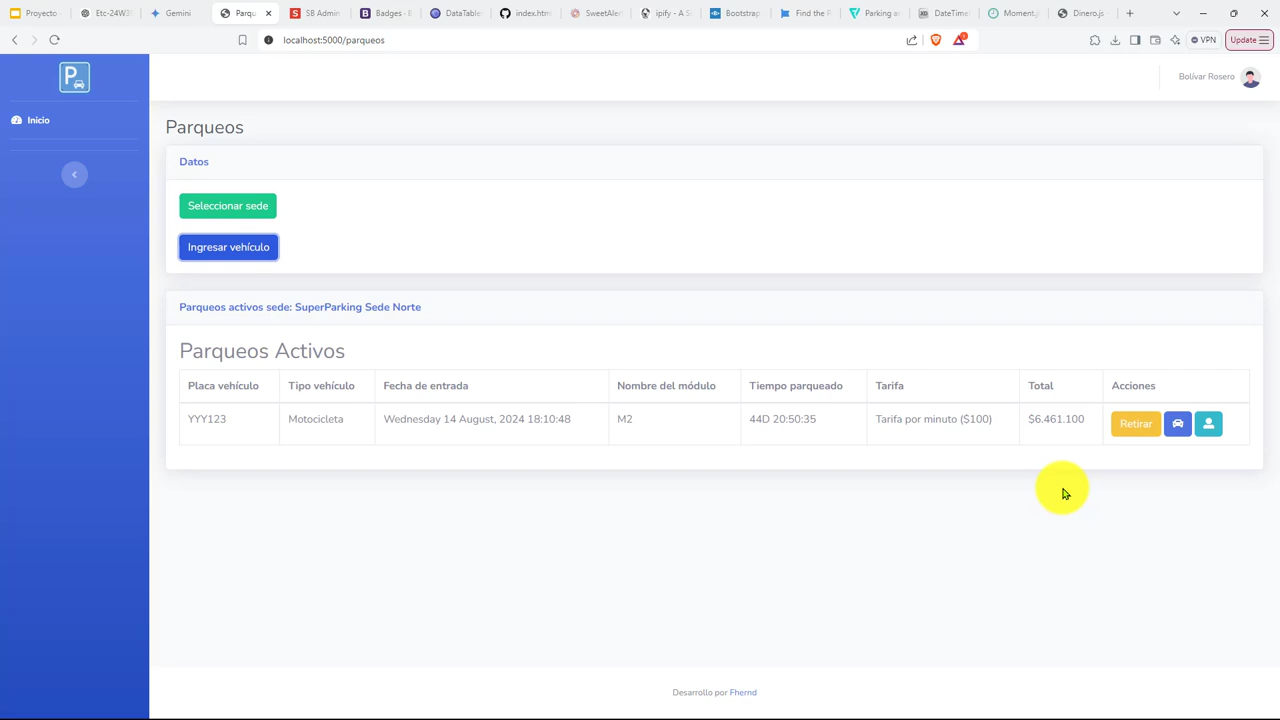 Proyecto
Etc-24W3
Gemini
Parqu
SB Admin
Badges - B
DataTable
github
index.htm
SweetAler
ipify - A S
Bootstrap
Find the P
Parking ar
DateTime
Moment.j
Dinero.js
localhost:5000/parqueos
VPN
Update
P
Bolívar Rosero
Inicio
Parqueos
Datos
Seleccionar sede
Ingresar vehículo
Parqueos activos sede: SuperParking Sede Norte
Parqueos Activos
Placa vehículo Tipo vehículo Fecha de entrada Nombre del módulo Tiempo parqueado Tarifa Total Acciones
YYY123 Motocicleta Wednesday 14 August, 2024 18:10:48 M2 44D 20:50:35 Tarifa por minuto ($100) $6.461.100 Retirar
Desarrollo por Fhernd